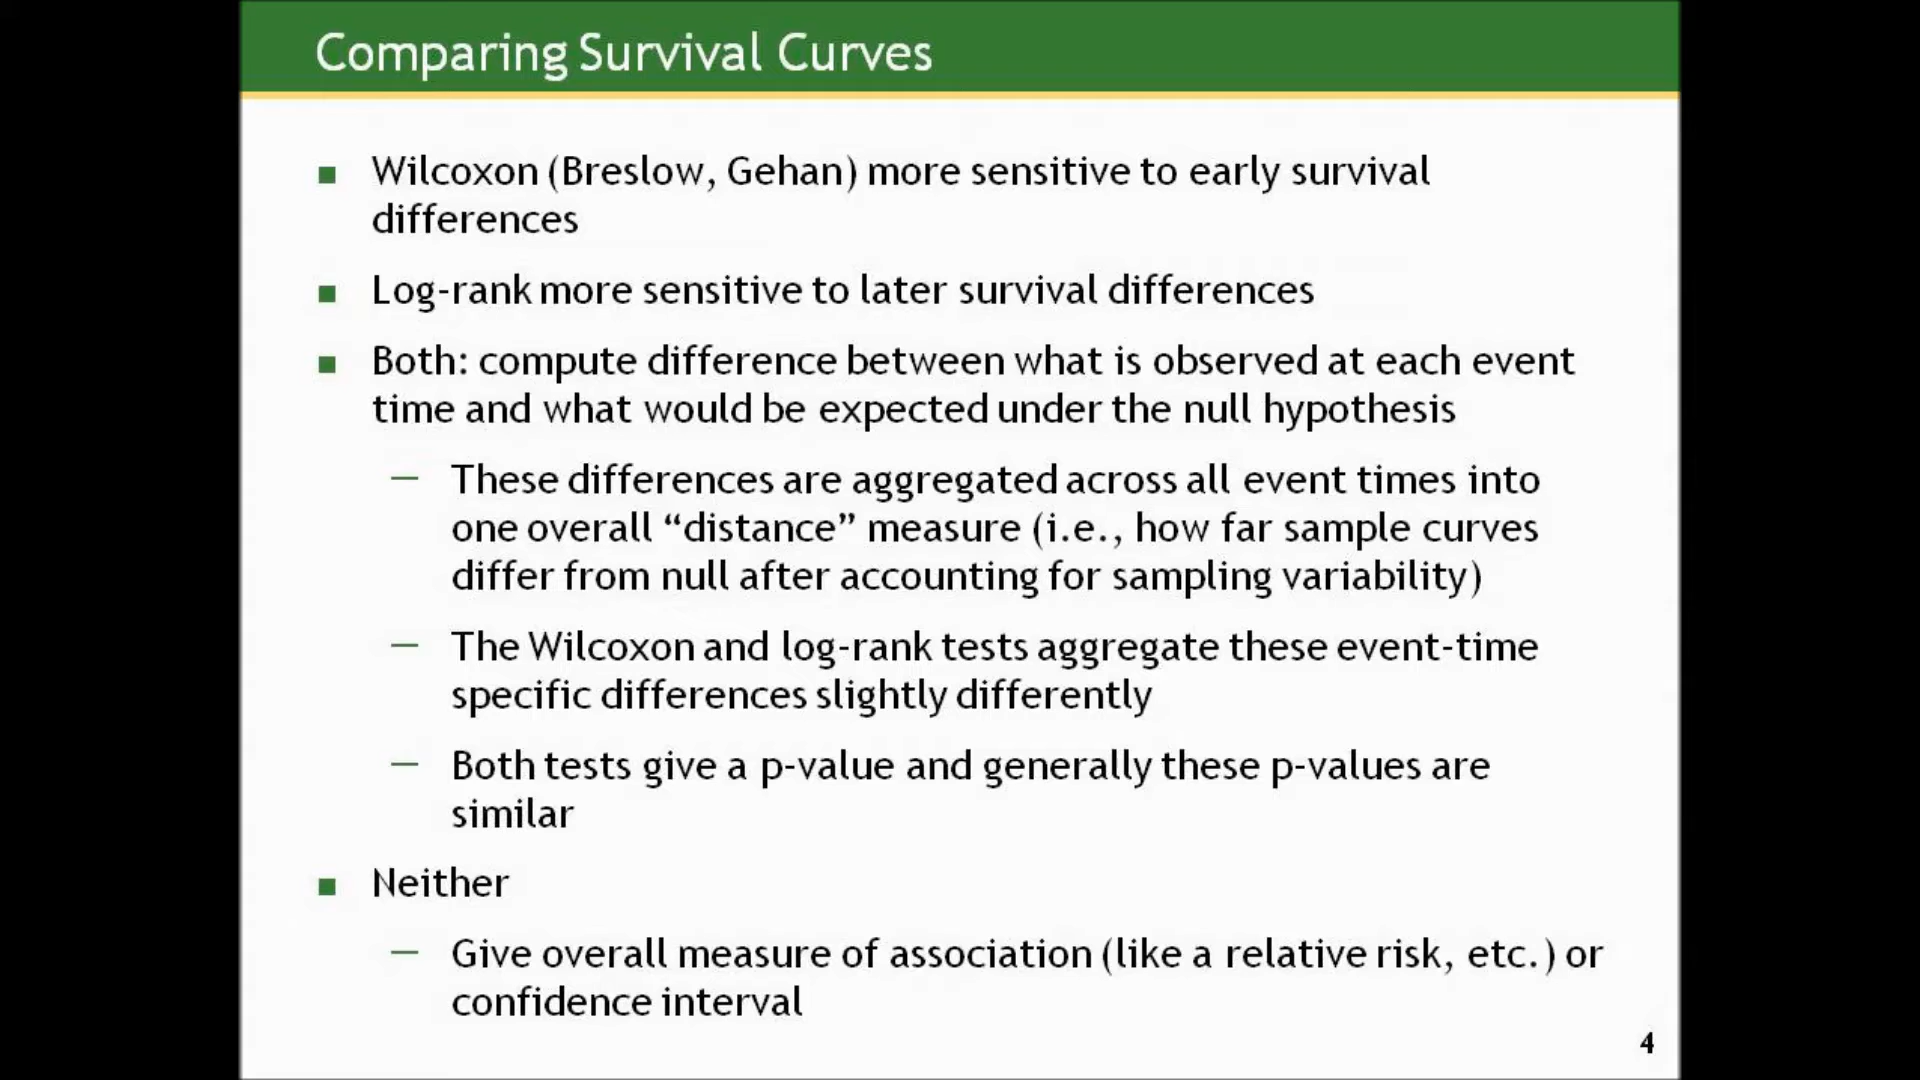 Comparing Survival Curves
Wilcoxon (Breslow, Gehan) more sensitive to early survival
differences
Log-rank more sensitive to later survival differences
Both: compute difference between what is observed at each event
time and what would be expected under the null hypothesis
— These differences are aggregated across all event times into
one overall “distance” measure (i.e., how far sample curves
differ from null after accounting for sampling variability)
— The Wilcoxon and log-rank tests aggregate these event-time
specific differences slightly differently
— Both tests give a p-value and generally these p-values are
similar
Neither
— Give overall measure of association (like a relative risk, etc.) or
confidence interval
4